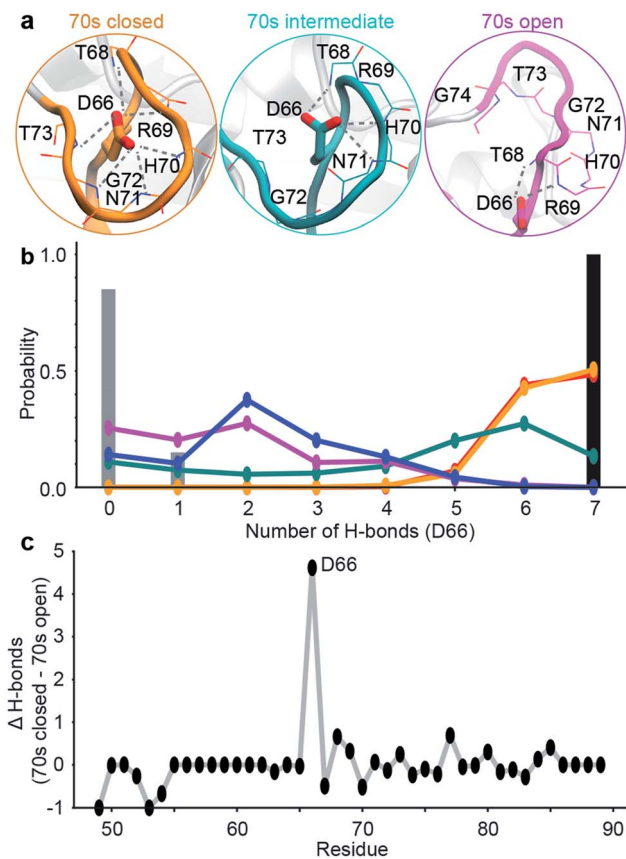 a
70s closed
70s intermediate
70s open
T68
D66
T73
R69
H70
G72
N71
T68
R69
D66
T73
H70
N71
G72
G74
T73
G72
N71
T68
H70
D66
R69
b
1.0
0.5
0.0
Probability
0 1 2 3 4 5 6 7
Number of H-bonds (D66)
c
5
4
3
2
1
0
-1
Δ H-bonds
(70s closed - 70s open)
D66
50 60 70 80 90
Residue